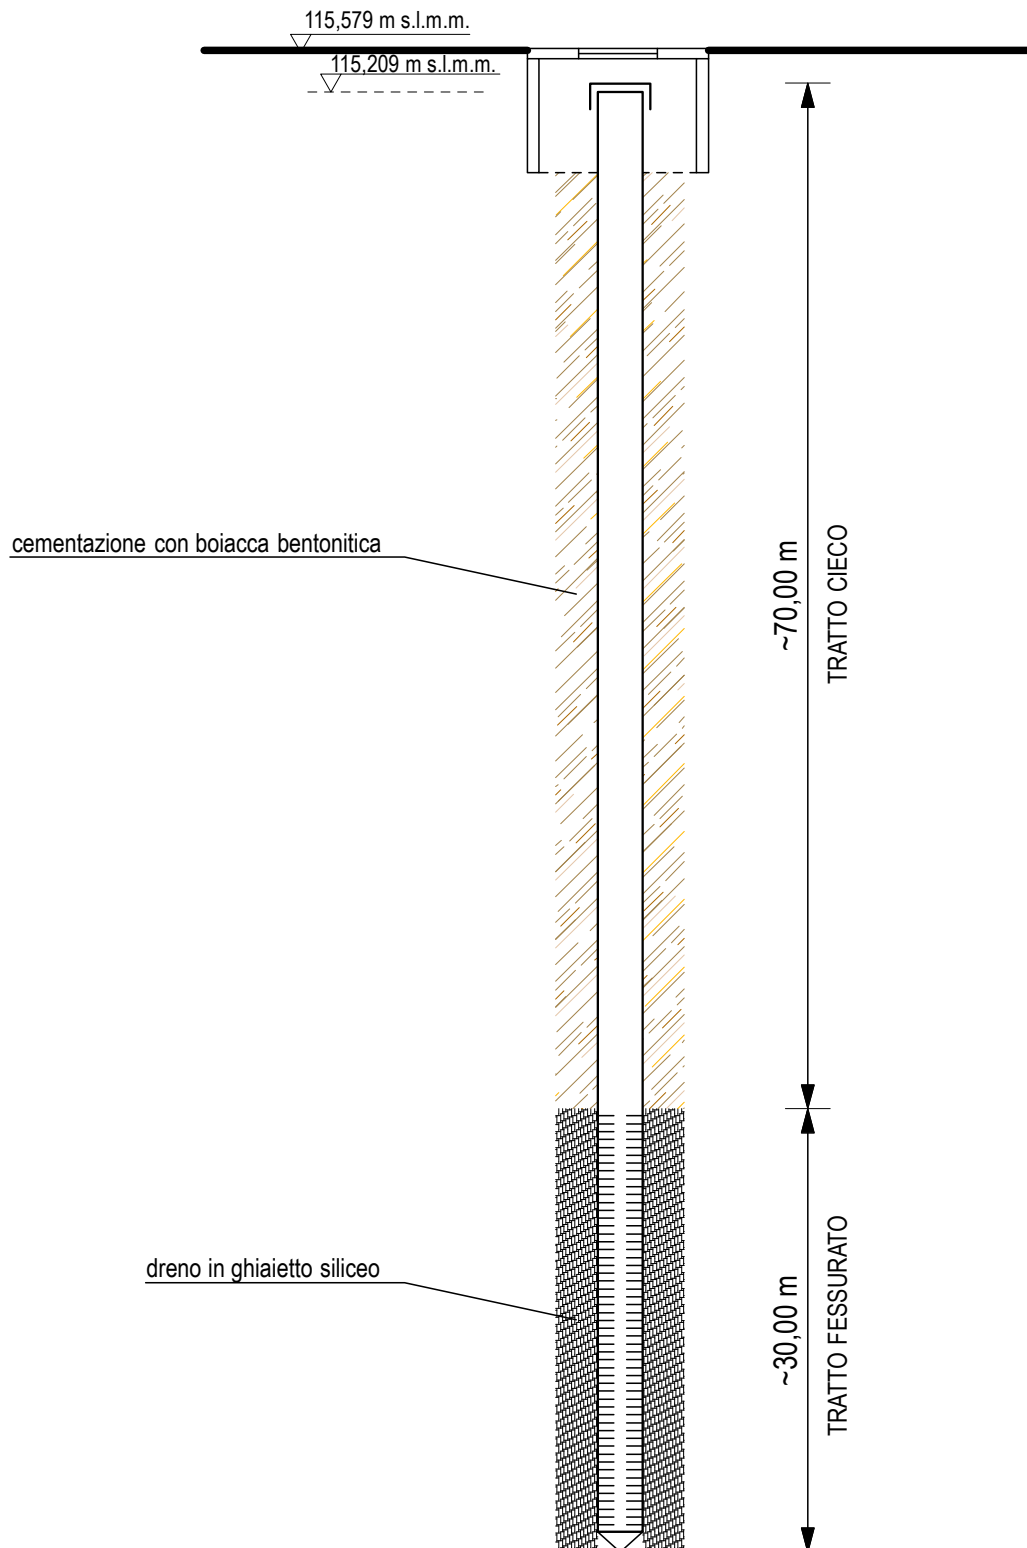 115,579 m s.l.m.m.
115,209 m s.l.m.m.
cementazione con boiacca bentonitica
~70,00 m
TRATTO CIECO
dreno in ghiaietto siliceo
~30,00 m
TRATTO FESSURATO